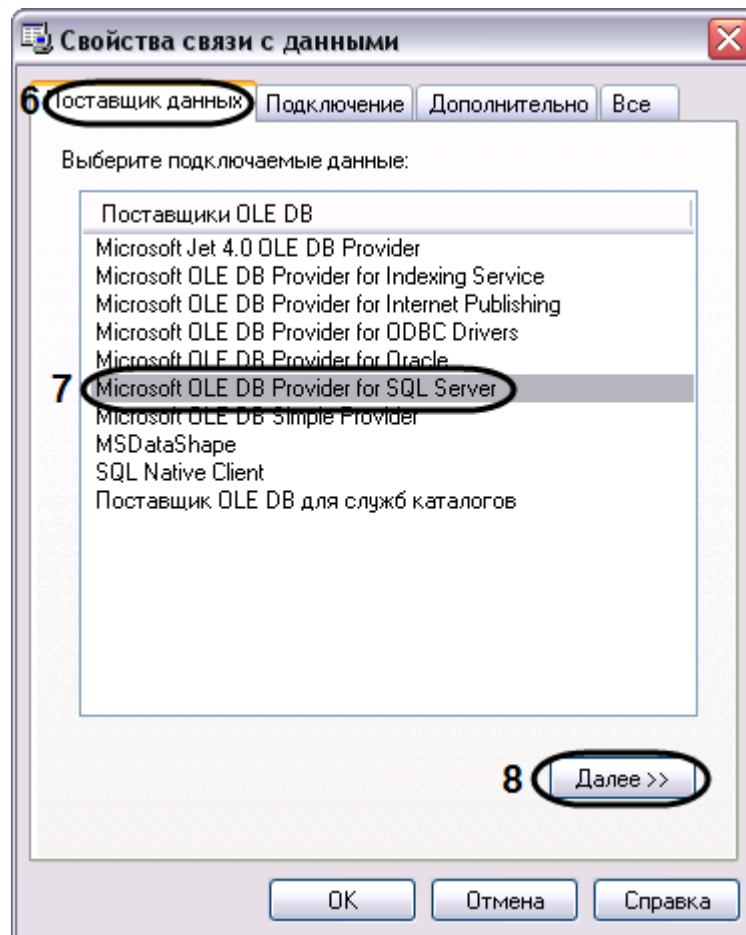 Свойства связи с данными
6 Поставщик данных Подключение Дополнительно Все
Выберите подключаемые данные:
Поставщики OLE DB
Microsoft Jet 4.0 OLE DB Provider
Microsoft OLE DB Provider for Indexing Service
Microsoft OLE DB Provider for Internet Publishing
Microsoft OLE DB Provider for ODBC Drivers
Microsoft OLE DB Provider for Oracle
7 Microsoft OLE DB Provider for SQL Server
Microsoft OLE DB Simple Provider
MSDataShape
SQL Native Client
Поставщик OLE DB для служб каталогов
8 Далее >>
OK Отмена Справка